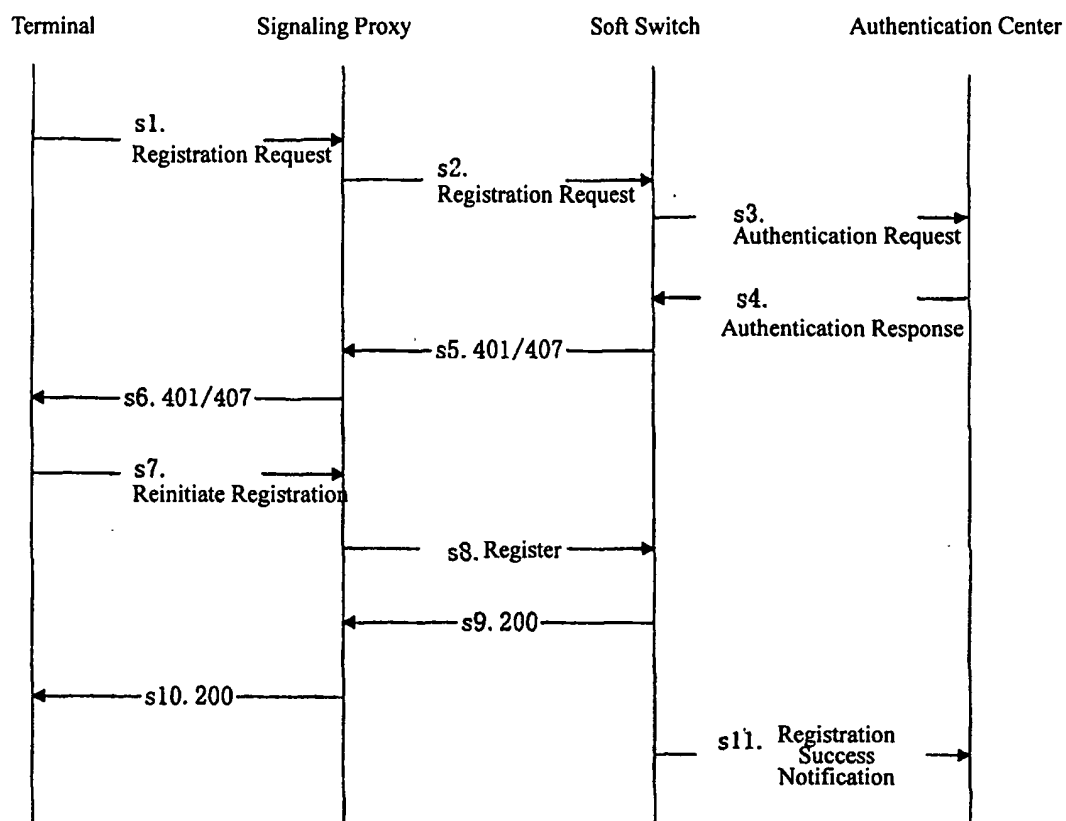 Terminal Signaling Proxy Soft Switch Authentication Center
s1.
Registration Request
s2.
Registration Request
s3.
Authentication Request
s4.
Authentication Response
s5. 401/407
s6. 401/407
s7.
Reinitiate Registration
s8. Register
s9. 200
s10. 200
s11. Registration
Success
Notification